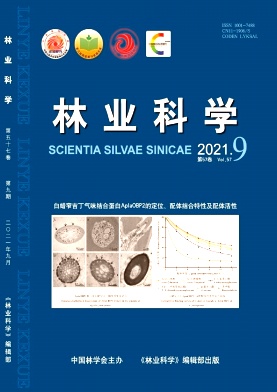 ISSN 1001-7488
林业科学
SCIENTIA SILVAE SINICAE
2021.9
第57卷 Vol.57
白蜡窄吉丁气味结合蛋白AplaOBP2的定位、配体结合特性及配体活性
中国林学会主办 《林业科学》编辑部出版
LINYE KEXUE
林业科学
第五十七卷
第九期
二〇二一年九月
《林业科学》编辑部
LINYE KEXUE